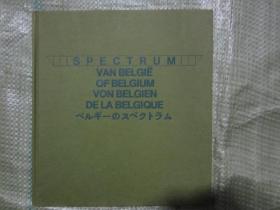 SPECTRUM
VAN BELGIË
OF BELGIUM
VON BELGIEN
DE LA BELGIQUE
ベルギーのスペクトラム